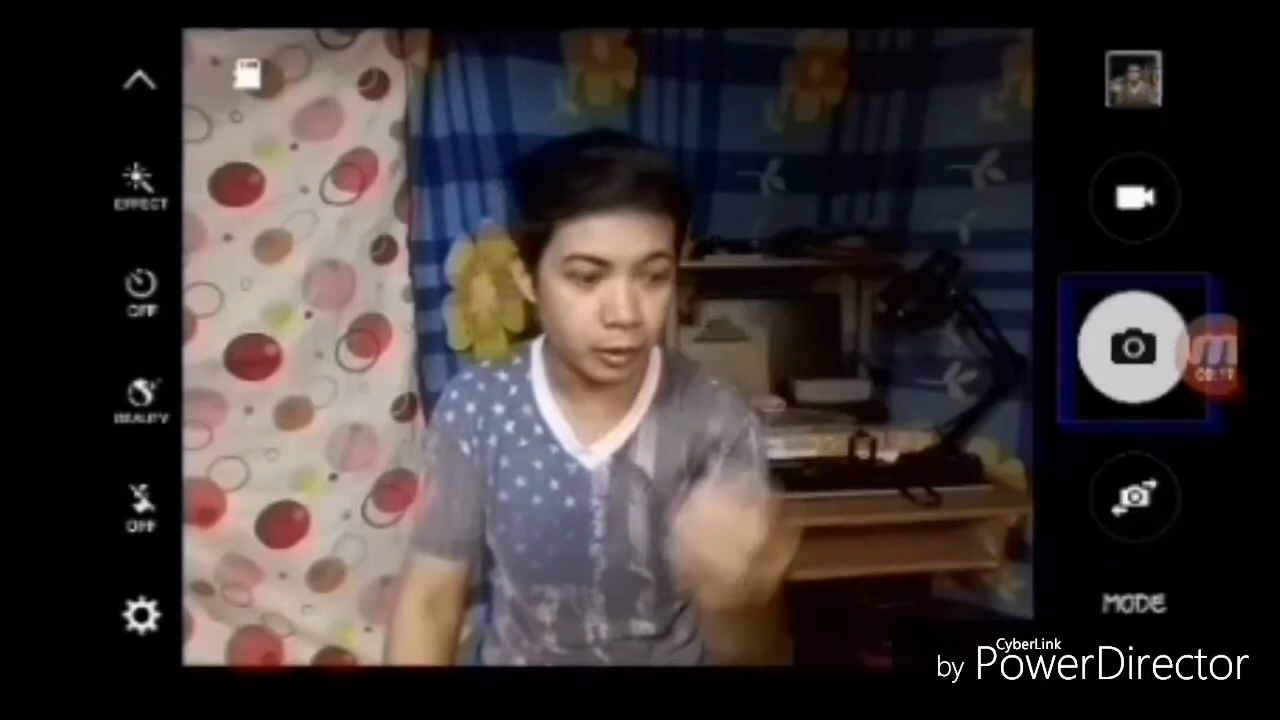 EFFECT
OFF
BEAUTY
OFF
MODE
CyberLink
by PowerDirector